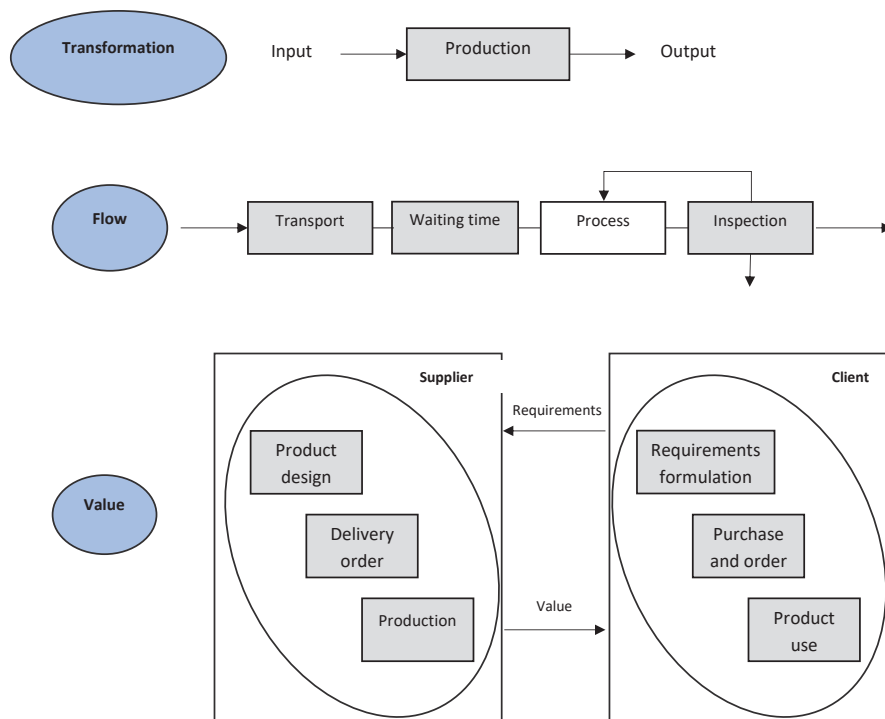 Transformation
Input
Production
Output
Flow
Transport
Waiting time
Process
Inspection
Value
Supplier
Product
design
Delivery
order
Production
Requirements
Value
Client
Requirements
formulation
Purchase
and order
Product
use